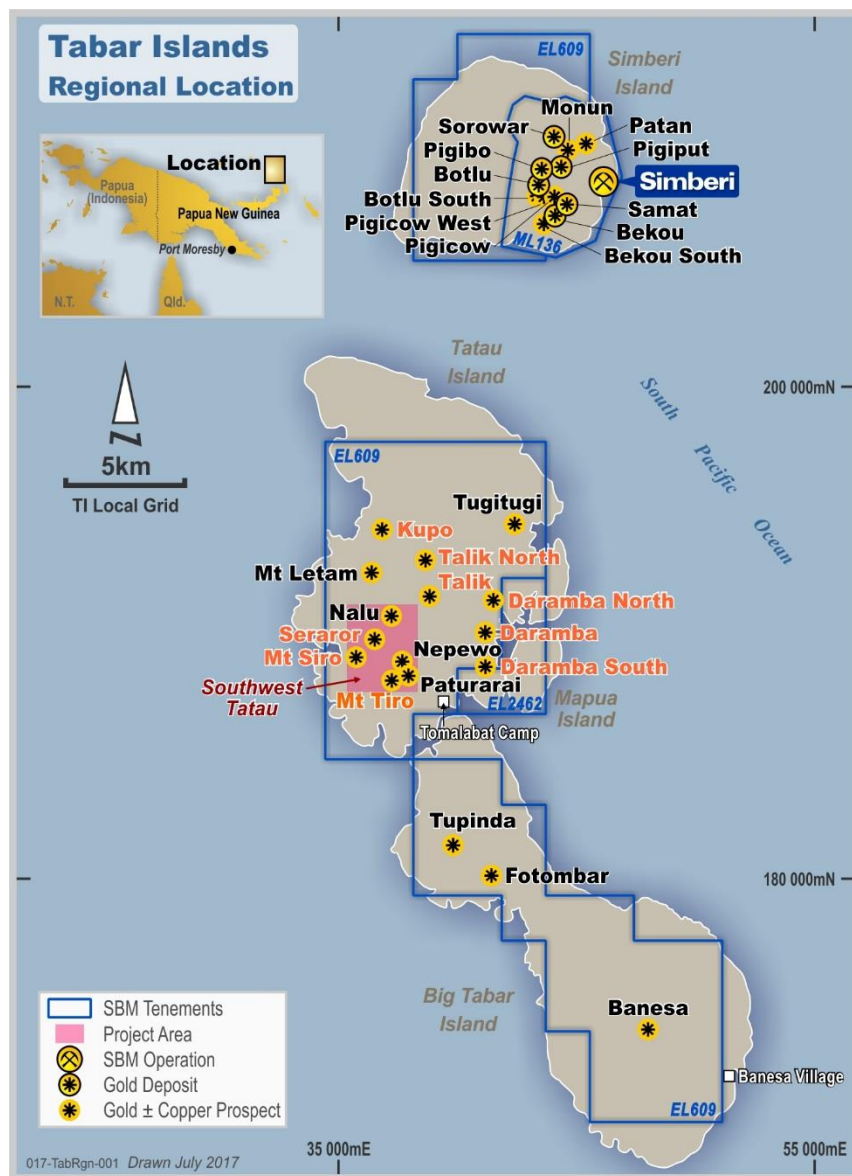 Tabar Islands
Regional Location
Location
Papua
(Indonesia)
Papua New Guinea
Port Moresby
N.T.
Qld.
EL609
Simberi
Island
Monun
Sorowar
Patan
Pigibo
Pigiput
Botlu
Simberi
Botlu South
Samat
Pigicow West
Bekou
Pigicow
ML136
Bekou South
Tatau
Island
200 000mN
South
Pacific
Ocean
N
5km
TI Local Grid
EL609
Tugitugi
Kupo
Talik North
Mt Letam
Talik
Daramba North
Nalu
Seraror
Daramba
Mt Siro
Nepewo
Daramba South
Southwest
Tatau
Paturarai
Mt Tiro
EL2462
Mapua
Island
Tomalabat Camp
Tupinda
Fotombar
180 000mN
Big Tabar
Island
Banesa
Banesa Village
EL609
SBM Tenements
Project Area
SBM Operation
Gold Deposit
Gold ± Copper Prospect
017-TabRgn-001 Drawn July 2017
35 000mE
55 000mE